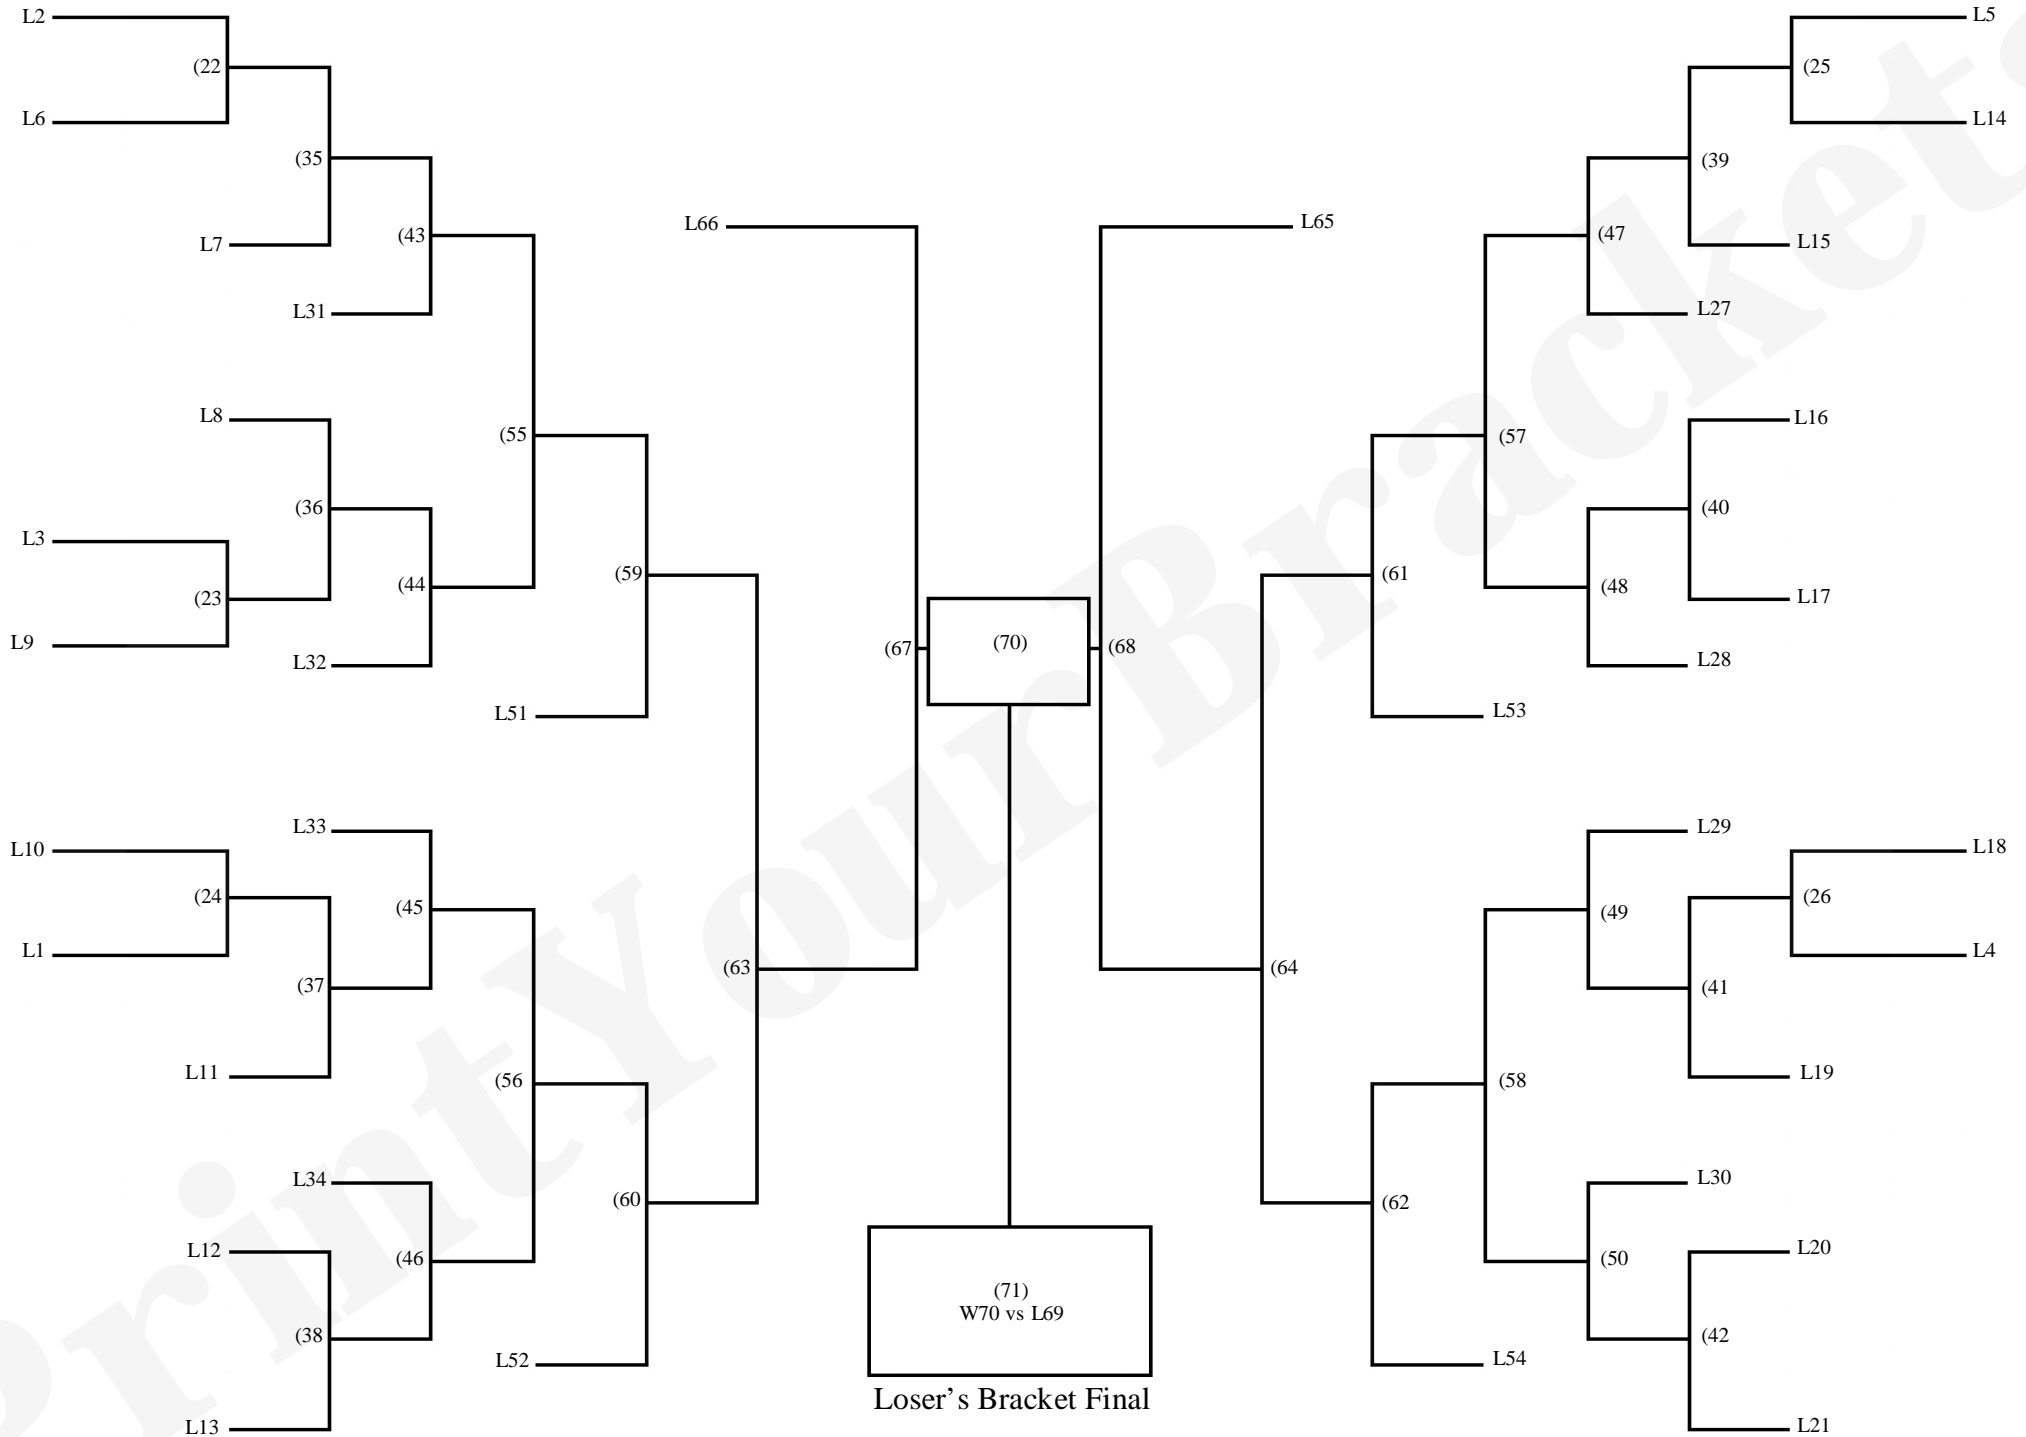 L2
L5
(22
(25
L6
L14
(35
(39
L66
L65
L7
(43
(47
L15
L31
L27
L8
L16
(55
(57
(36
(40
L3
(59
(61
(44
(48
(23
L17
L9
(70)
(67
(68
L32
L28
L51
L53
L33
L29
L10
L18
(24
(26
(45
(49
L1
L4
(63
(64
(37
(41
L11
L19
(56
(58
L34
L30
(60
(62
L12
L20
(46
(50
(71)
W70 vs L69
(38
(42
L52
L54
Loser’s Bracket Final
L13
L21
PrintYourBrackets